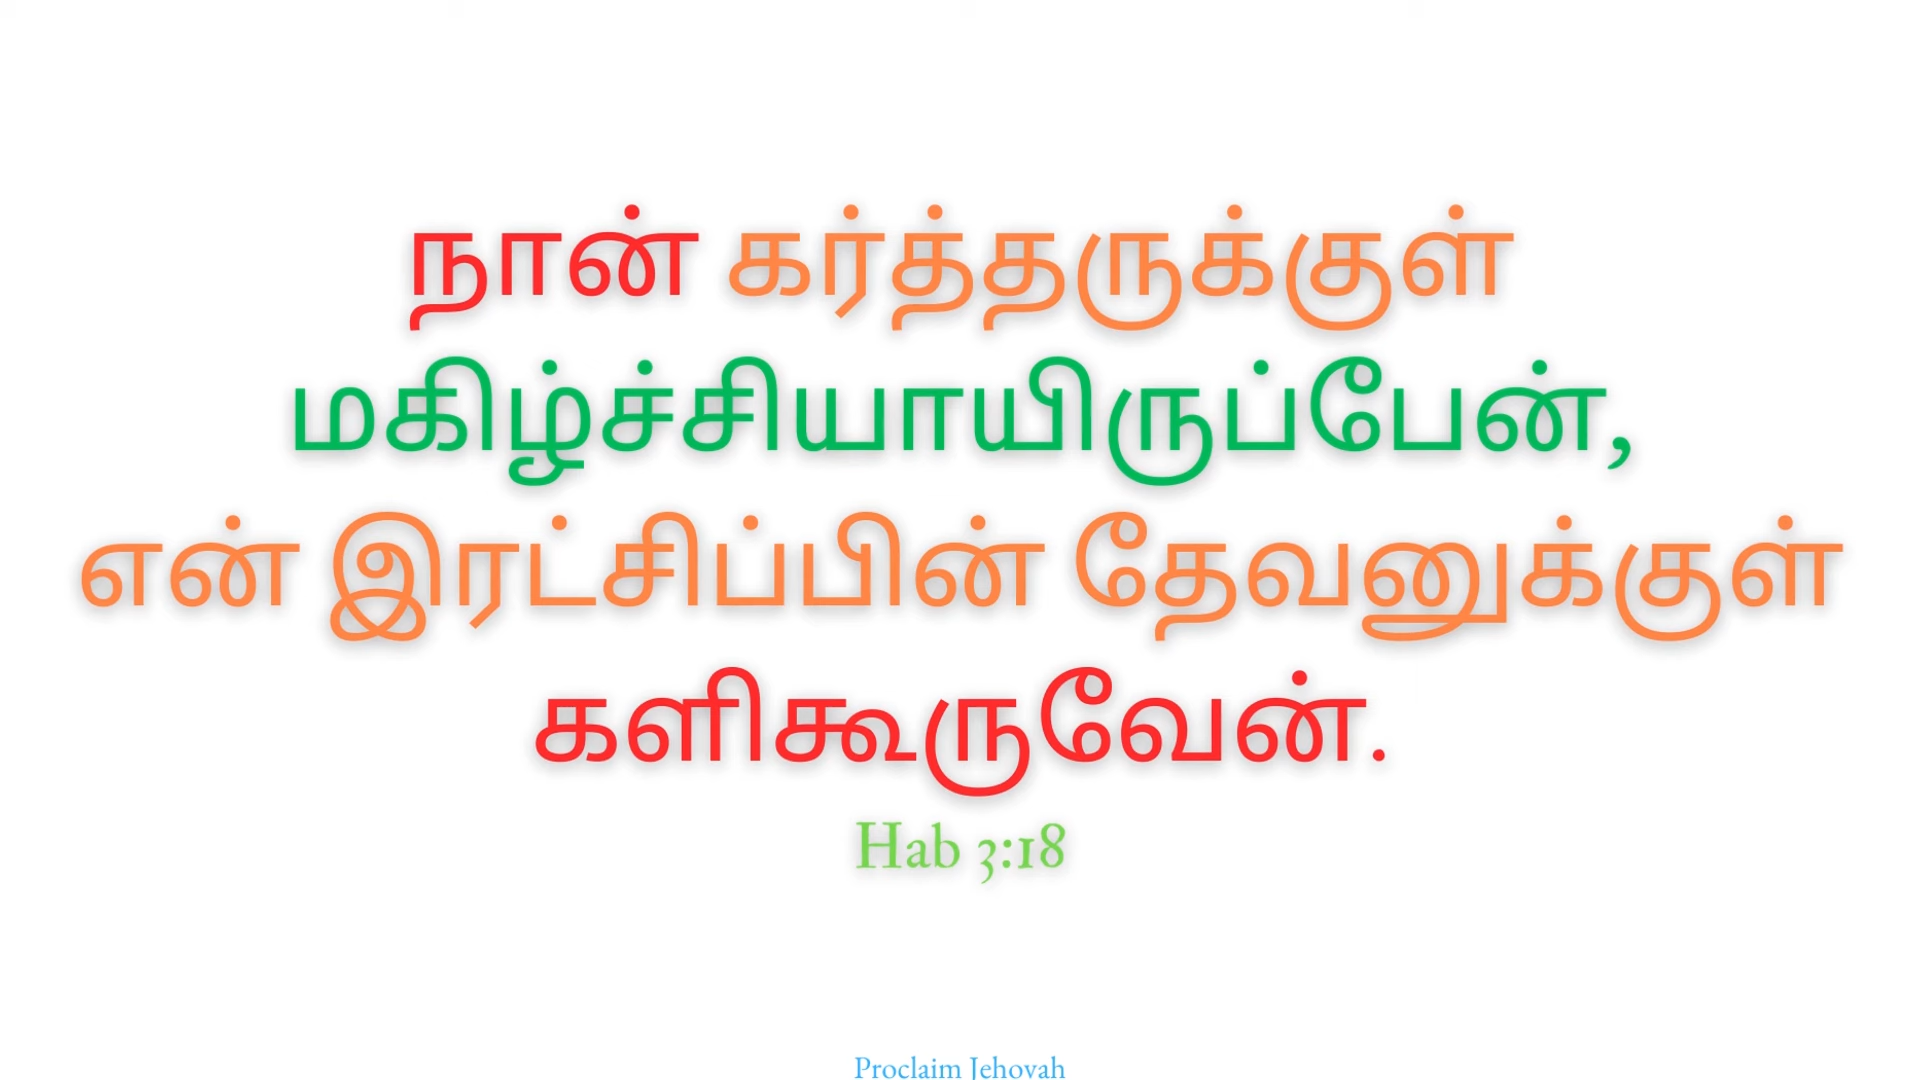 நான் கர்த்தருக்குள்
மகிழ்ச்சியாயிருப்பேன்,
என் இரட்சிப்பின் தேவனுக்குள்
களிகூருவேன்.
Hab 3:18
Proclaim Jehovah